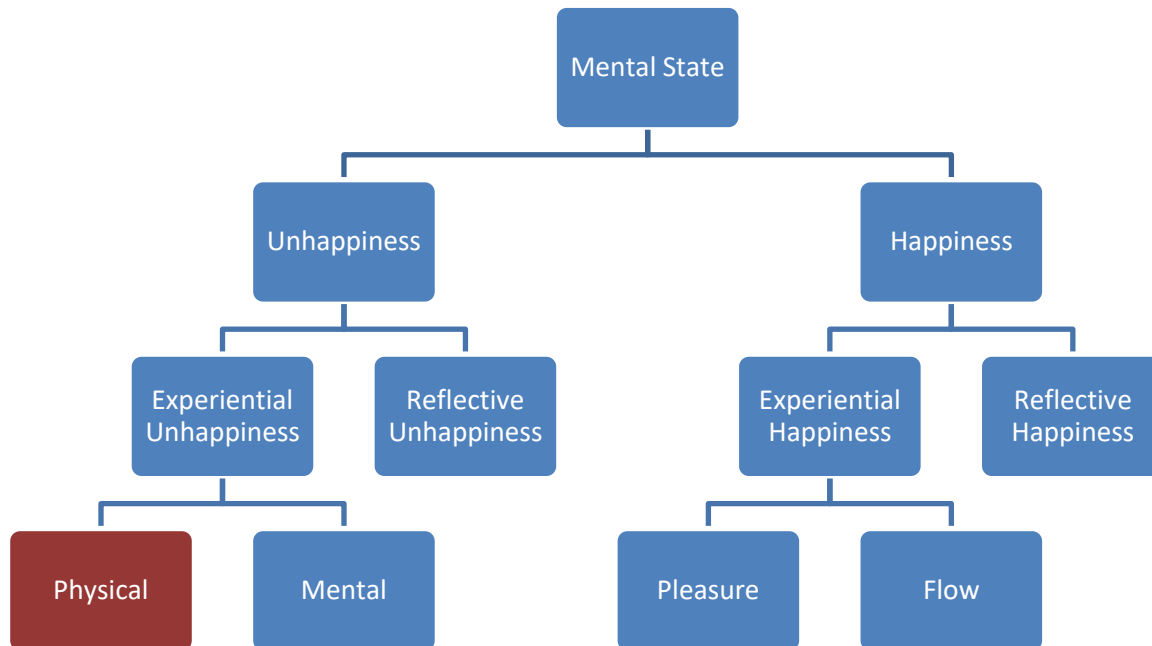 Mental State
Unhappiness
Happiness
Experiential
Unhappiness
Reflective
Unhappiness
Experiential
Happiness
Reflective
Happiness
Physical
Mental
Pleasure
Flow